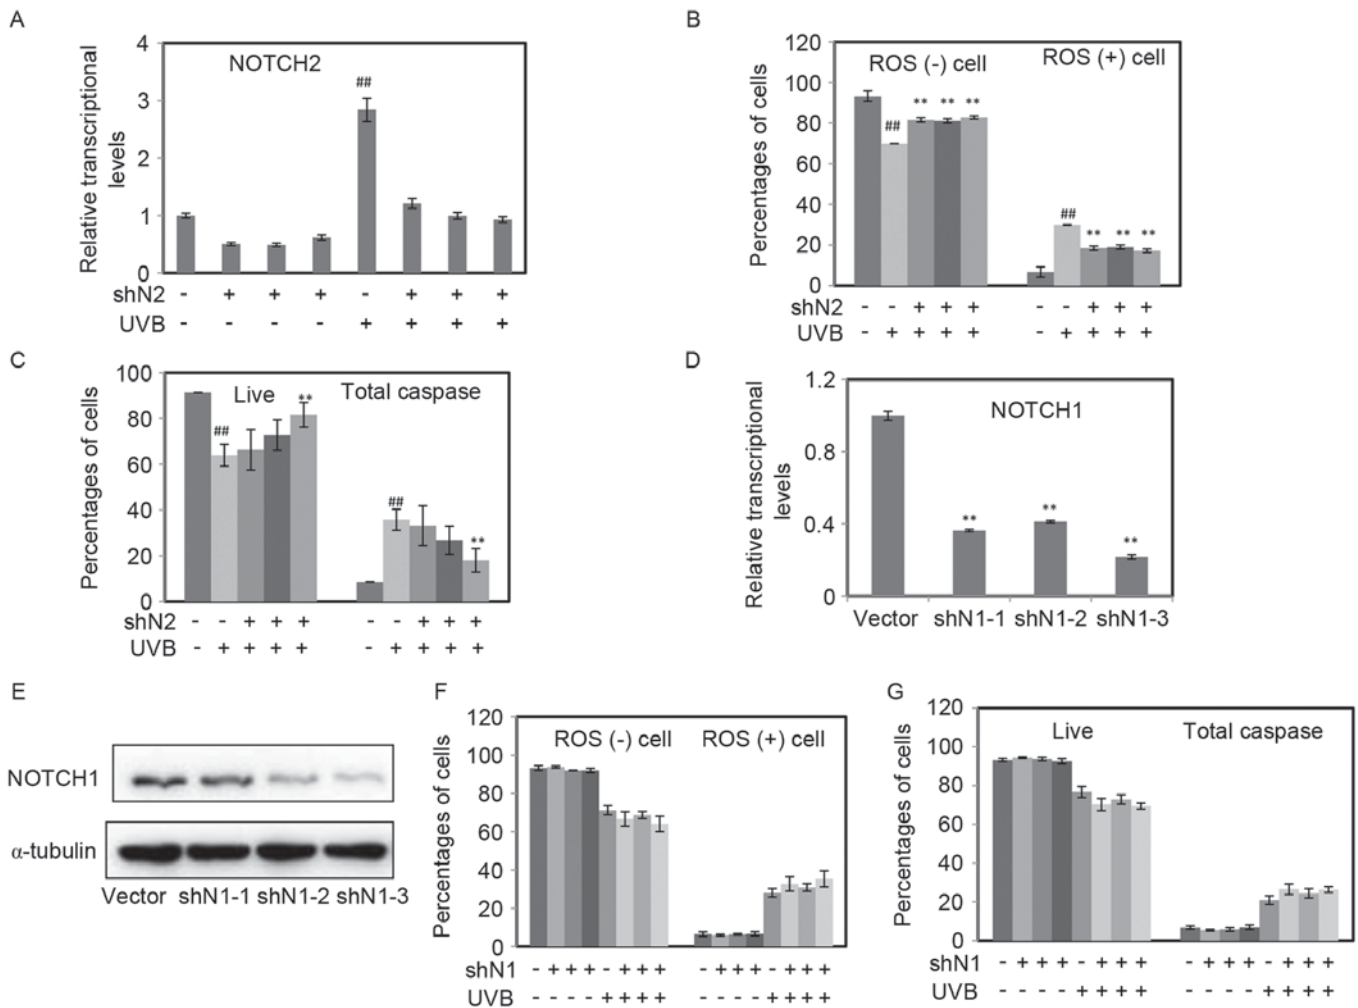 A
Relative transcriptional levels
4
3
2
1
0
NOTCH2
##
shN2 - + + + - + + +
UVB - - - - + + + +
B
Percentages of cells
120
100
80
60
40
20
0
ROS (-) cell ROS (+) cell
## ** ** **
## ** ** **
shN2 - - + + + - - + + +
UVB - + + + + - + + + +
C
Percentages of cells
100
80
60
40
20
0
Live Total caspase
## **
## **
shN2 - - + + + - - + + +
UVB - + + + + - + + + +
D
Relative transcriptional levels
1.2
0.8
0.4
0
NOTCH1
** ** **
Vector shN1-1 shN1-2 shN1-3
E
NOTCH1
α-tubulin
Vector shN1-1 shN1-2 shN1-3
F
Percentages of cells
120
100
80
60
40
20
0
ROS (-) cell ROS (+) cell
shN1 - + + + - + + + - + + + - + + +
UVB - - - - + + + + - - - - + + + +
G
Percentages of cells
120
100
80
60
40
20
0
Live Total caspase
shN1 - + + + - + + + - + + + - + + +
UVB - - - - + + + + - - - - + + + +